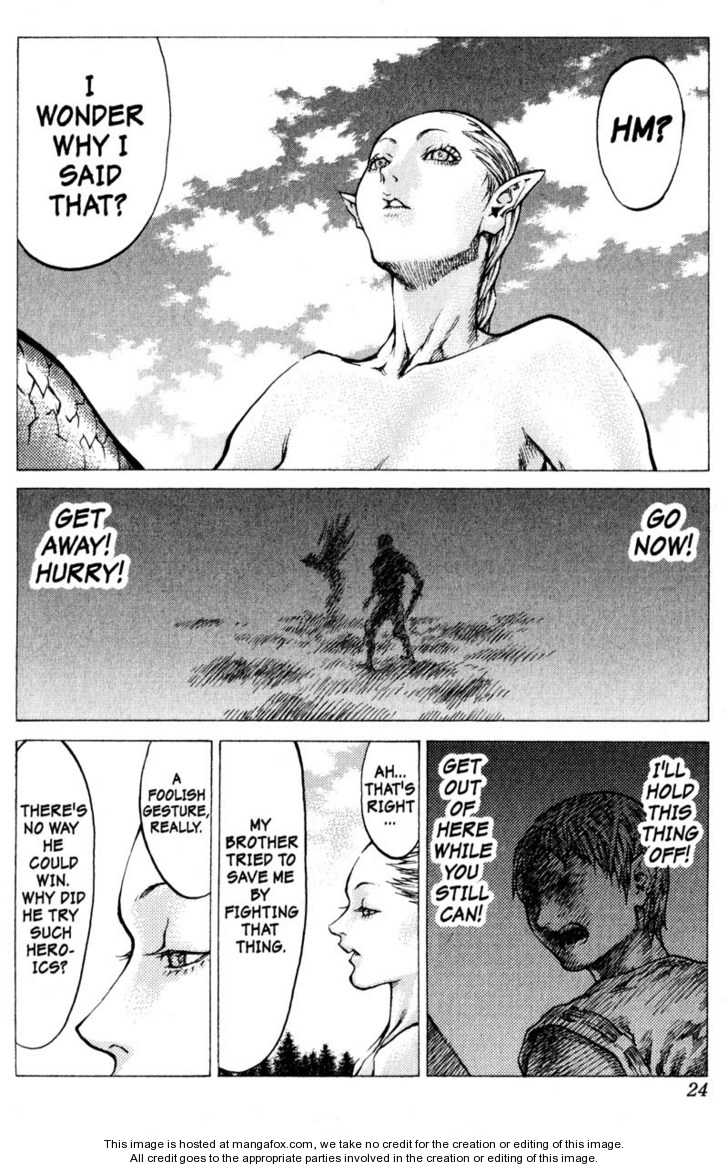 HM?
I
WONDER
WHY I
SAID
THAT?
GO
NOW!
GET
AWAY!
HURRY!
I'LL
HOLD
THIS
THING
OFF!
GET
OUT
OF
HERE
WHILE
YOU
STILL
CAN!
AH...
THAT'S
RIGHT
...
MY
BROTHER
TRIED TO
SAVE ME
BY
FIGHTING
THAT
THING.
A
FOOLISH
GESTURE,
REALLY.
THERE'S
NO WAY
HE
COULD
WIN.
WHY DID
HE TRY
SUCH
HERO-
ICS?
24
This image is hosted at mangafox.com, we take no credit for the creation or editing of this image.
All credit goes to the appropriate parties involved in the creation or editing of this image.